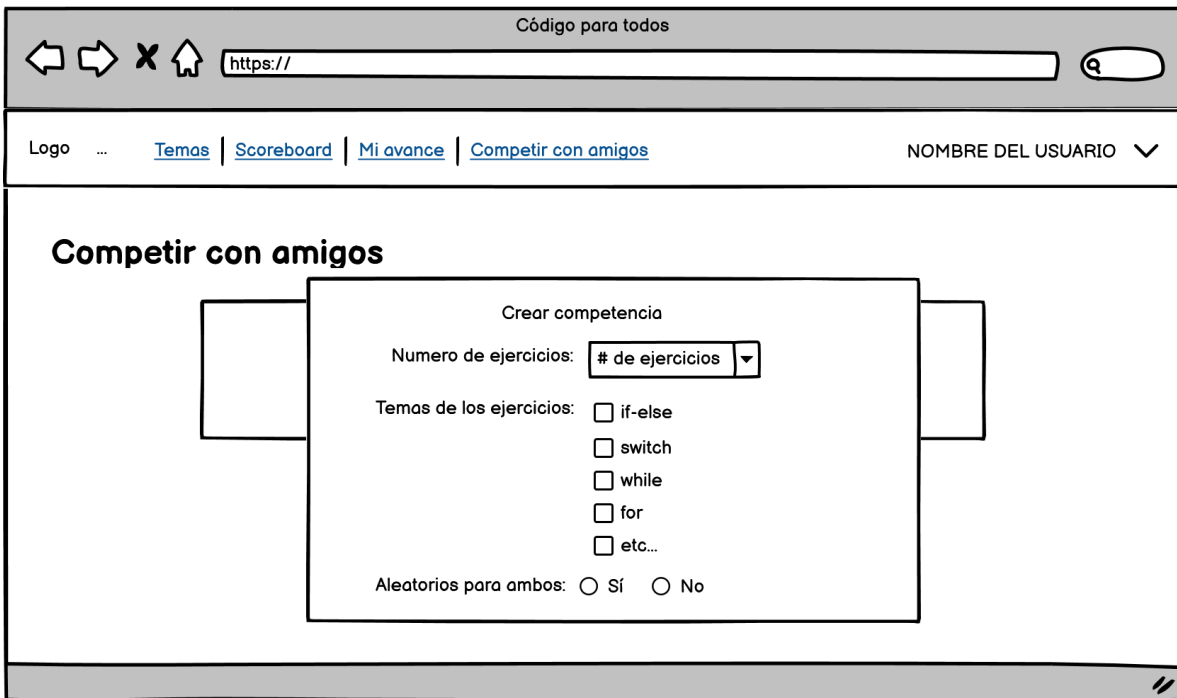 Código para todos
https://
Logo ... Temas Scoreboard Mi avance Competir con amigos NOMBRE DEL USUARIO
Competir con amigos
Crear competencia
Numero de ejercicios: # de ejercicios
Temas de los ejercicios: if-else
switch
while
for
etc...
Aleatorios para ambos: Sí No